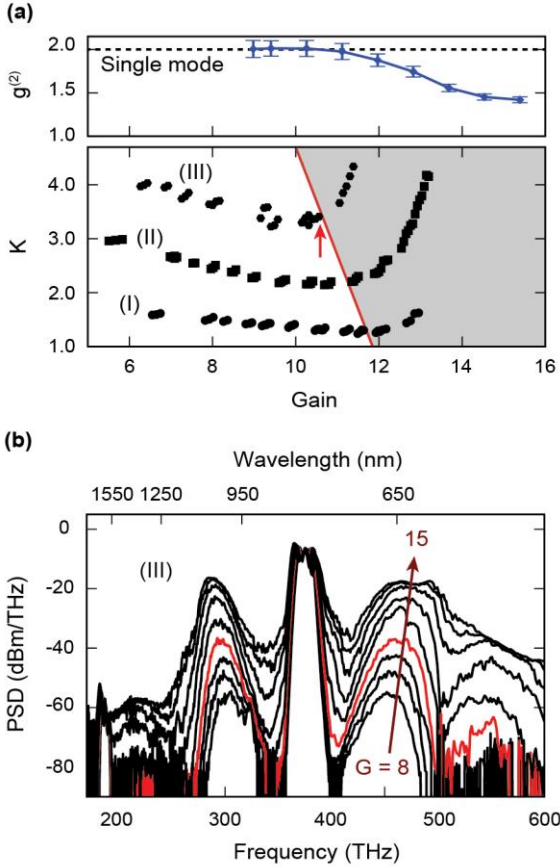 (a)
2.0
Single mode
1.5
1.0
g(2)
4.0
(III)
3.0
(II)
K
2.0
(I)
1.0
6 8 10 12 14 16
Gain
(b)
Wavelength (nm)
1550 1250 950 650
0
(III)
15
-20
-40
-60
G = 8
-80
PSD (dBm/THz)
200 300 400 500 600
Frequency (THz)